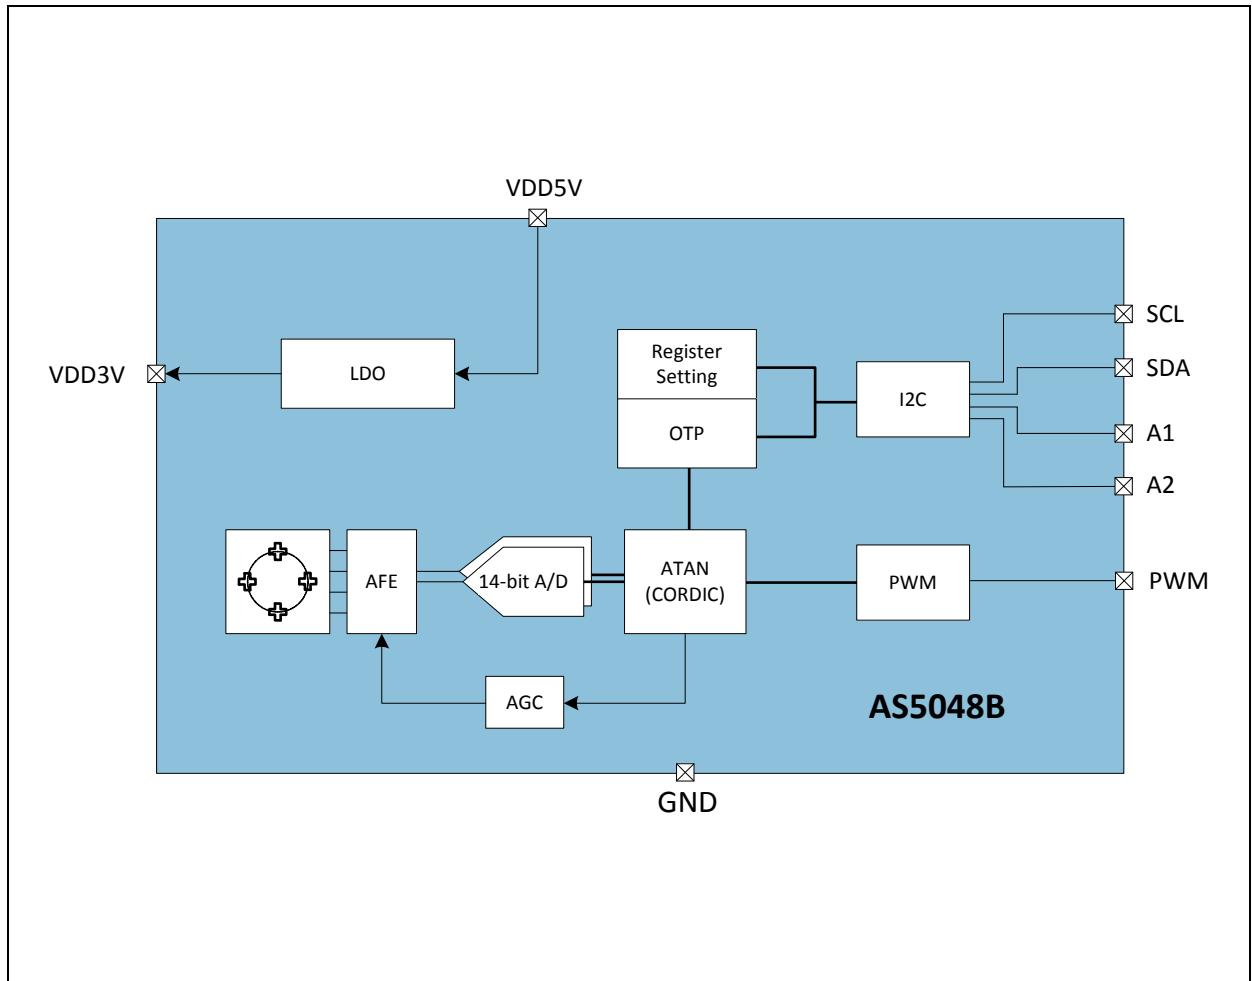 VDD5V
SCL
Register
Setting
SDA
VDD3V
LDO
I2C
OTP
A1
A2
AFE
14-bit A/D
ATAN
(CORDIC)
PWM
PWM
AGC
AS5048B
GND